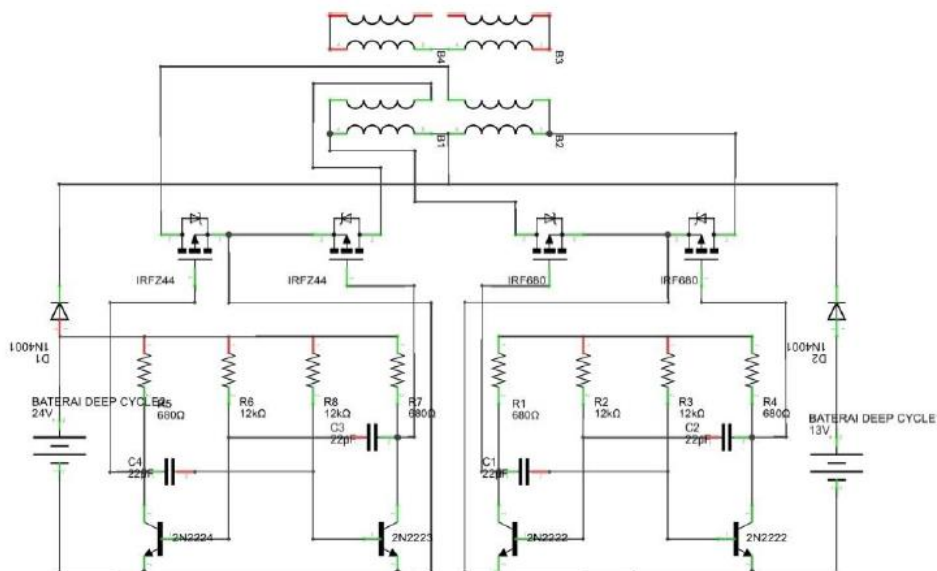 B4
B3
B1
B2
IRFZ44
IRFZ44
IRF680
IRF680
1N4001
D1
1N4001
D2
BATERAI DEEP CYCLE2
24V
R5
680Ω
R6
12kΩ
R8
12kΩ
R7
680Ω
R1
680Ω
R2
12kΩ
R3
12kΩ
R4
680Ω
BATERAI DEEP CYCLE
13V
C3
22pF
C2
22pF
C4
22pF
C1
22pF
2N2224
2N2223
2N2222
2N2222